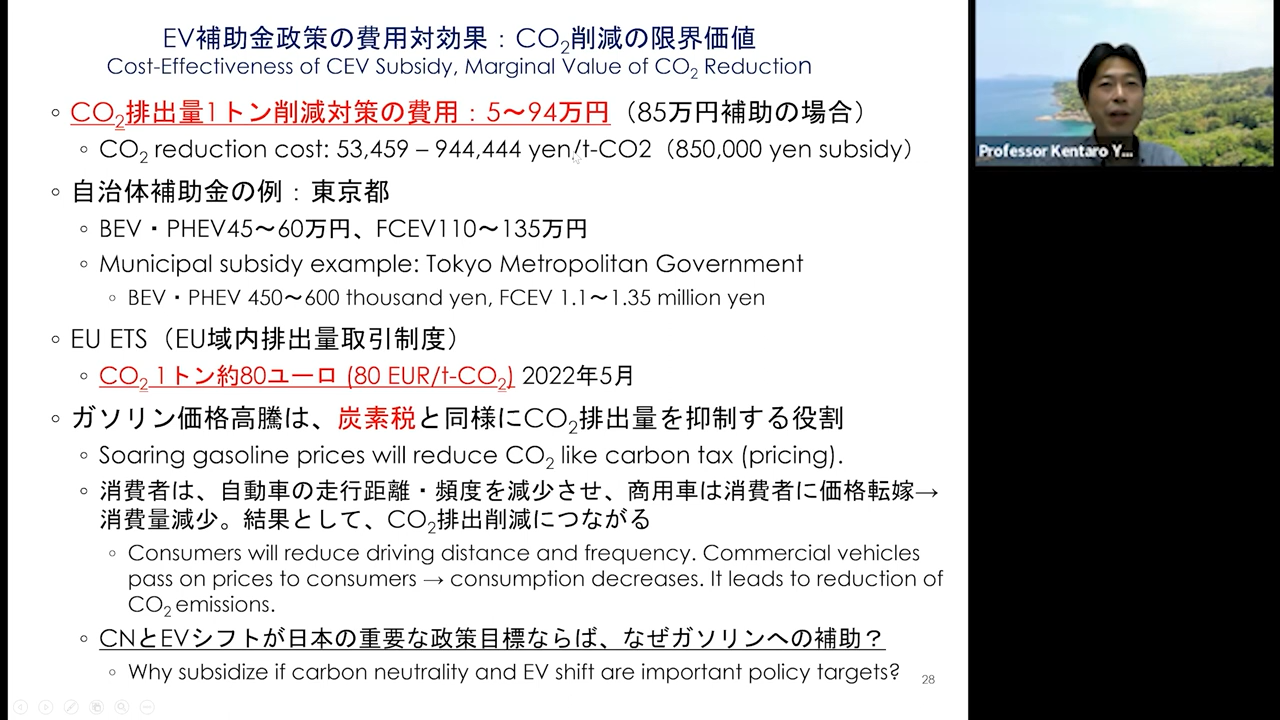 EV補助金政策の費用対効果：CO₂削減の限界価値
Cost-Effectiveness of CEV Subsidy, Marginal Value of CO₂ Reduction
◦ CO₂排出量1トン削減対策の費用：5～94万円（85万円補助の場合）
◦ CO₂ reduction cost: 53,459 – 944,444 yen/t-CO2（850,000 yen subsidy）
◦ 自治体補助金の例：東京都
◦ BEV・PHEV45～60万円、FCEV110～135万円
◦ Municipal subsidy example: Tokyo Metropolitan Government
◦ BEV・PHEV 450～600 thousand yen, FCEV 1.1～1.35 million yen
◦ EU ETS（EU域内排出量取引制度）
◦ CO₂ 1トン約80ユーロ (80 EUR/t-CO₂) 2022年5月
◦ ガソリン価格高騰は、炭素税と同様にCO₂排出量を抑制する役割
◦ Soaring gasoline prices will reduce CO₂ like carbon tax (pricing).
◦ 消費者は、自動車の走行距離・頻度を減少させ、商用車は消費者に価格転嫁→
消費量減少。結果として、CO₂排出削減につながる
◦ Consumers will reduce driving distance and frequency. Commercial vehicles
pass on prices to consumers → consumption decreases. It leads to reduction of
CO₂ emissions.
◦ CNとEVシフトが日本の重要な政策目標ならば、なぜガソリンへの補助？
◦ Why subsidize if carbon neutrality and EV shift are important policy targets?
28
Professor Kentaro Y...